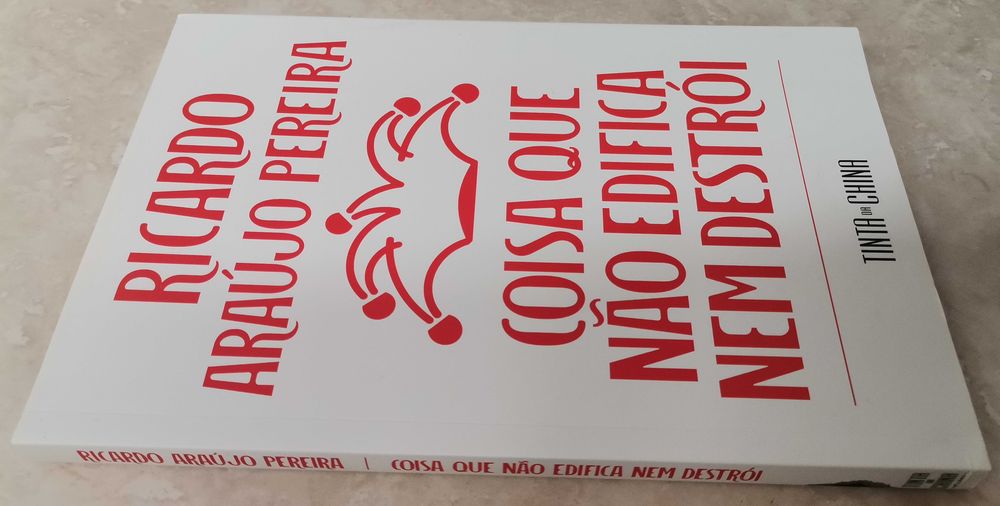 RICARDO
ARAÚJO PEREIRA
COISA QUE
NÃO EDIFICA
NEM DESTRÓI
TINTA DA CHINA
RICARDO ARAÚJO PEREIRA | COISA QUE NÃO EDIFICA NEM DESTRÓI